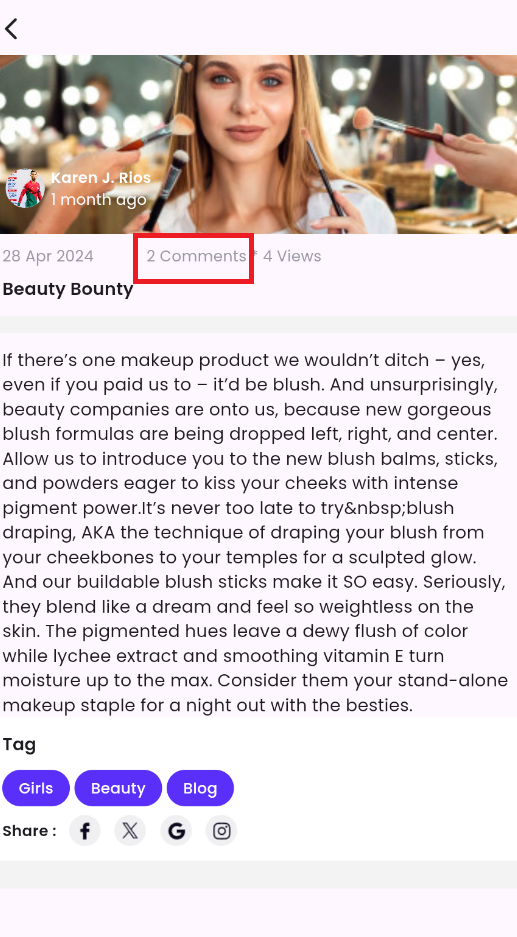 Karen J. Rios
1 month ago
28 Apr 2024 2 Comments * 4 Views
Beauty Bounty
If there’s one makeup product we wouldn’t ditch – yes,
even if you paid us to – it’d be blush. And unsurprisingly,
beauty companies are onto us, because new gorgeous
blush formulas are being dropped left, right, and center.
Allow us to introduce you to the new blush balms, sticks,
and powders eager to kiss your cheeks with intense
pigment power.It’s never too late to try&nbsp;blush
draping, AKA the technique of draping your blush from
your cheekbones to your temples for a sculpted glow.
And our buildable blush sticks make it SO easy. Seriously,
they blend like a dream and feel so weightless on the
skin. The pigmented hues leave a dewy flush of color
while lychee extract and smoothing vitamin E turn
moisture up to the max. Consider them your stand-alone
makeup staple for a night out with the besties.
Tag
Girls Beauty Blog
Share :